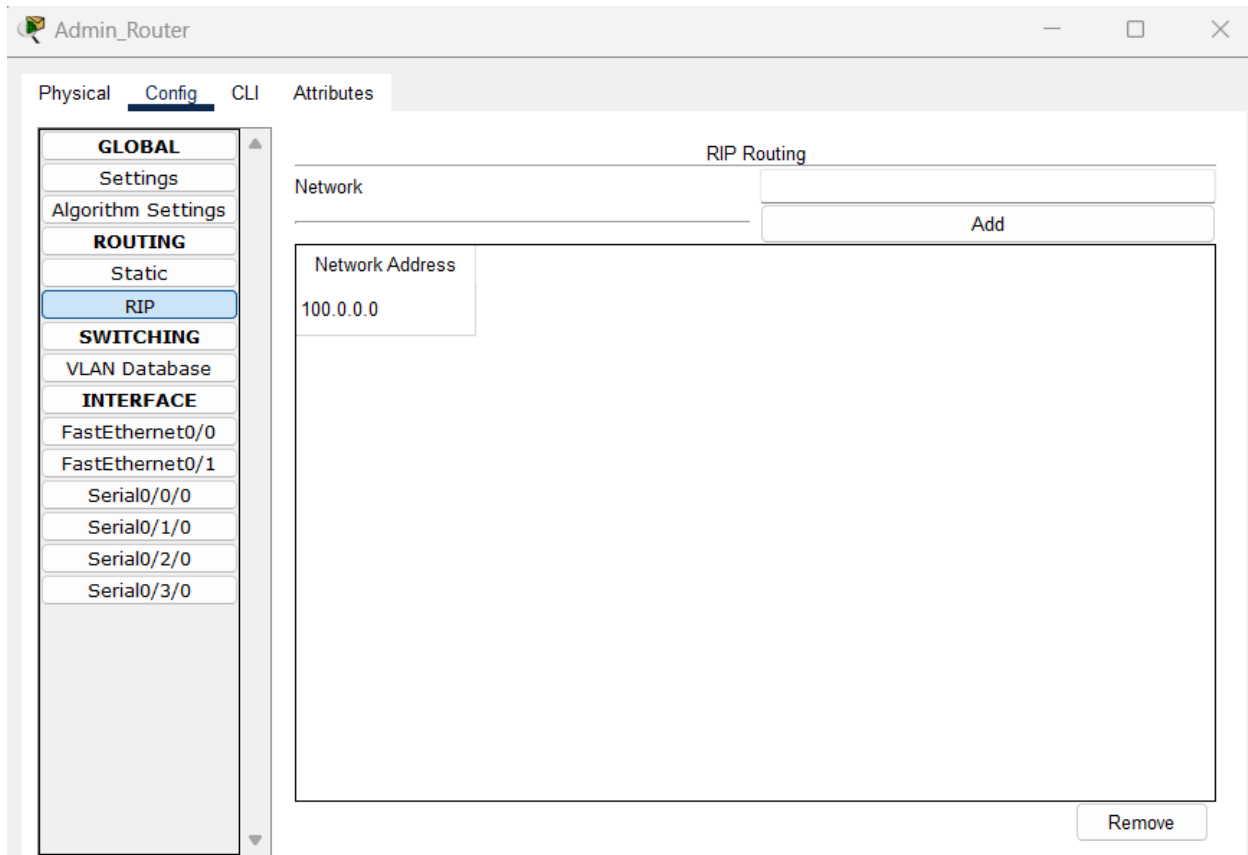 Admin_Router
Physical Config CLI Attributes
GLOBAL
Settings
Algorithm Settings
ROUTING
Static
RIP
SWITCHING
VLAN Database
INTERFACE
FastEthernet0/0
FastEthernet0/1
Serial0/0/0
Serial0/1/0
Serial0/2/0
Serial0/3/0
RIP Routing
Network
Add
Network Address
100.0.0.0
Remove